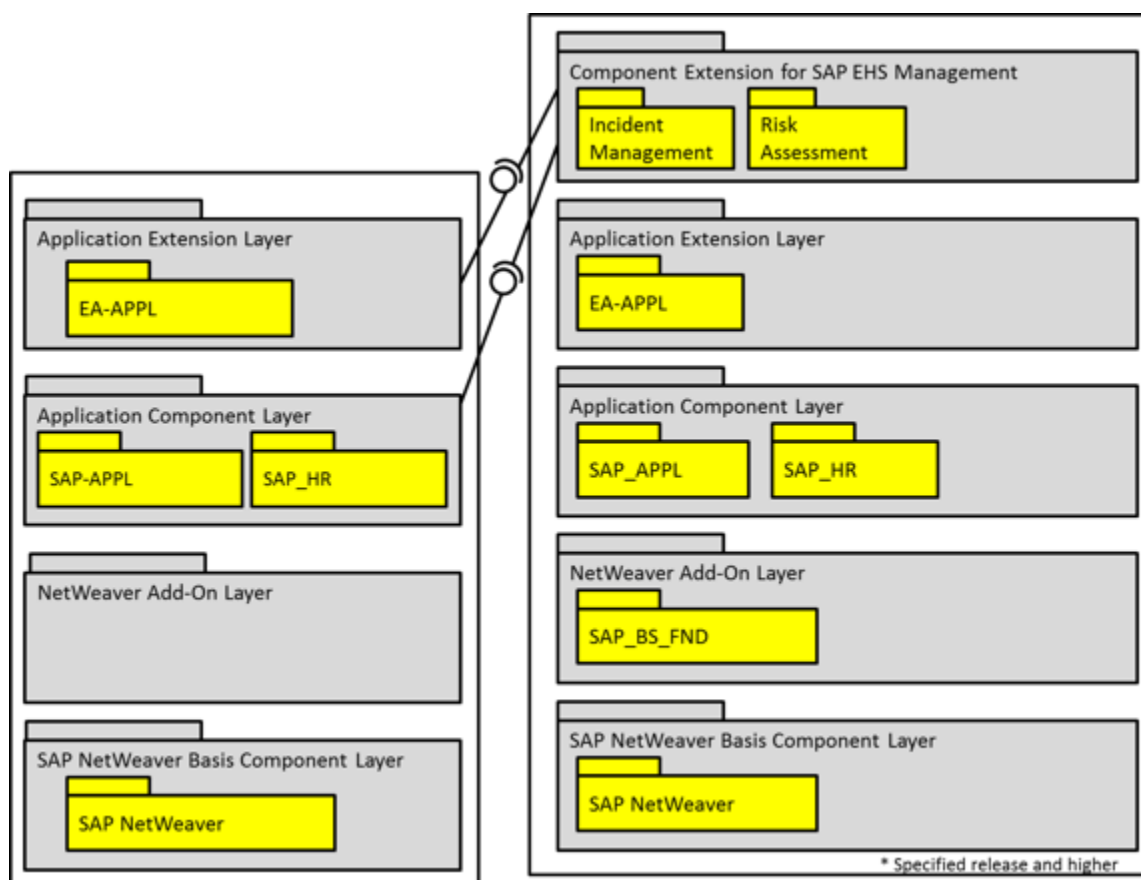 Component Extension for SAP EHS Management
Incident
Management
Risk
Assessment
Application Extension Layer
EA-APPL
Application Component Layer
SAP-APPL
SAP_HR
NetWeaver Add-On Layer
SAP NetWeaver Basis Component Layer
SAP NetWeaver
Application Extension Layer
EA-APPL
Application Component Layer
SAP_APPL
SAP_HR
NetWeaver Add-On Layer
SAP_BS_FND
SAP NetWeaver Basis Component Layer
SAP NetWeaver
* Specified release and higher